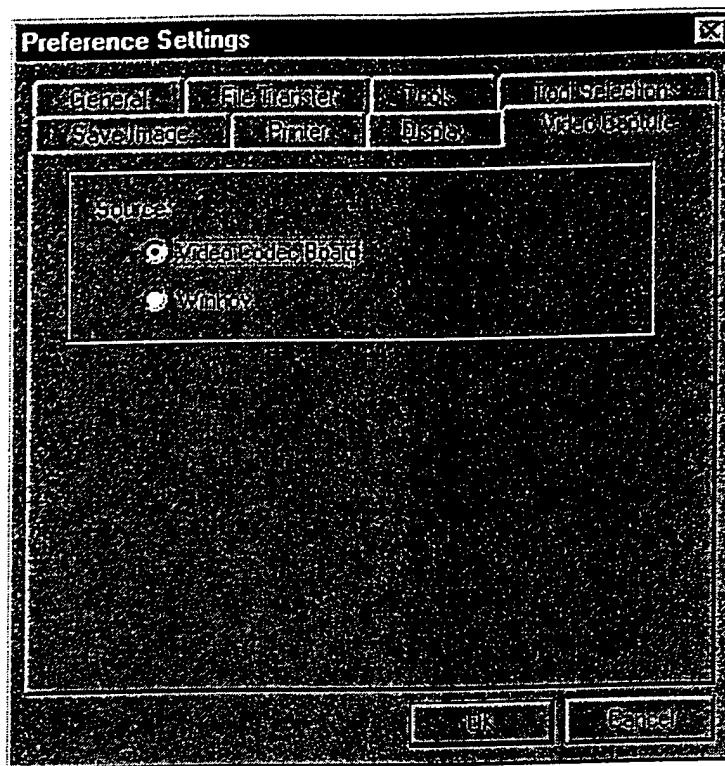 Preference Settings
General File Transfer Tools Tool Selections
Save Image Printer Display Video Capture
Source:
Video Codec Board
Winnov
OK Cancel